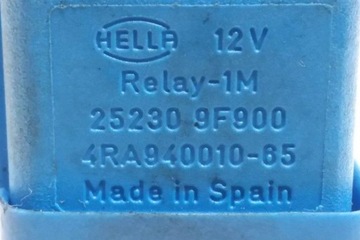 HELLA 12V
Relay-1M
25230 9F900
4RA940010-65
Made in Spain